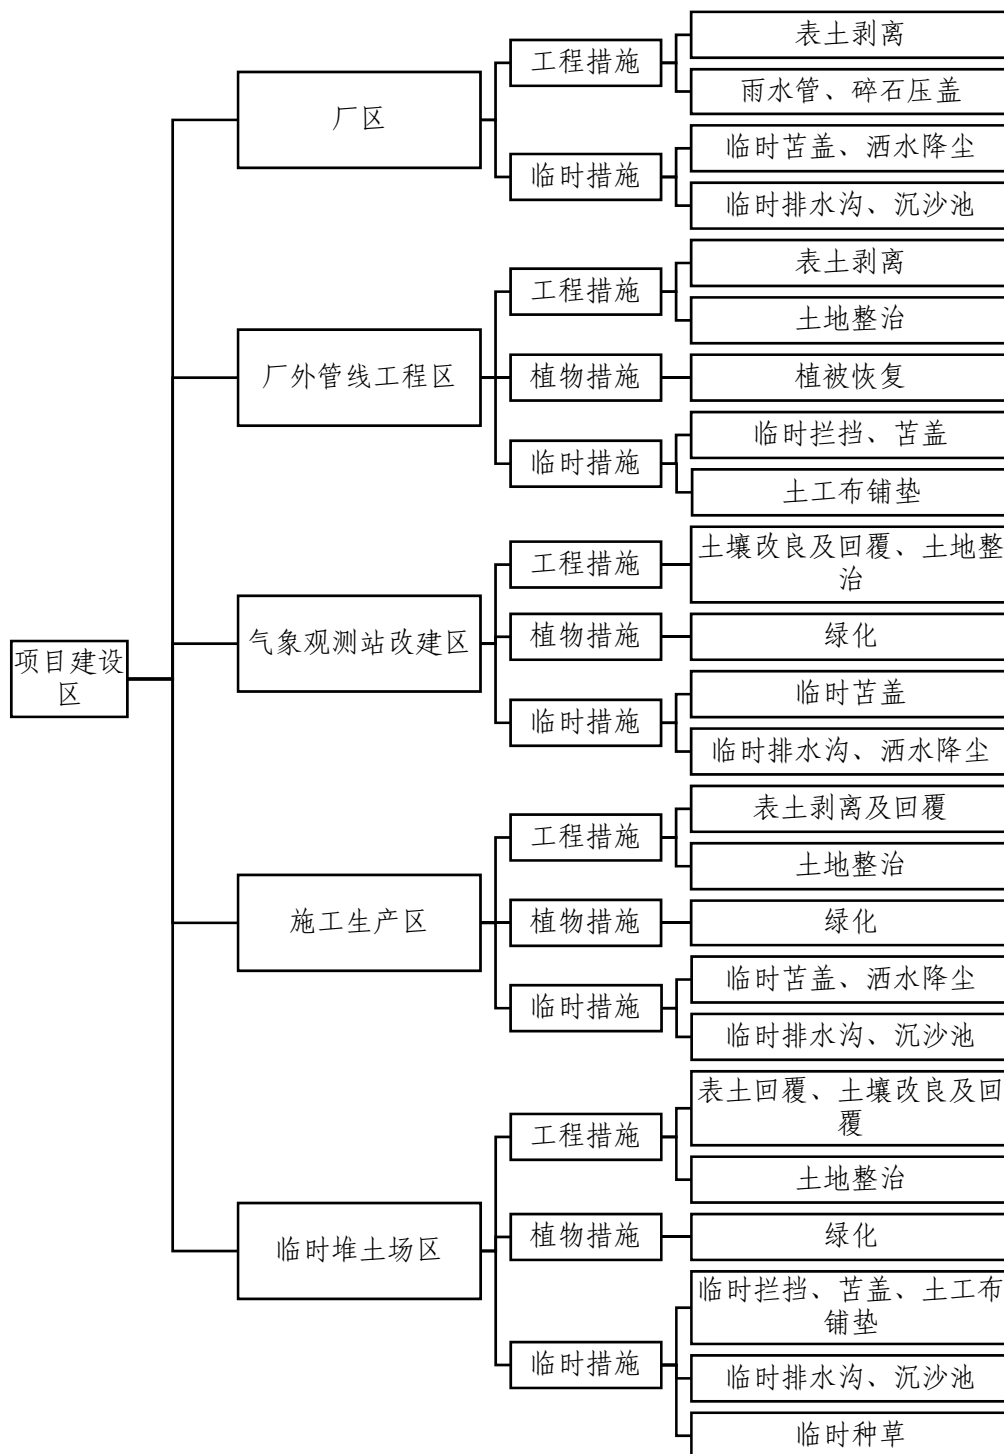 项目建设
区
厂区
工程措施
表土剥离
雨水管、碎石压盖
临时措施
临时苫盖、洒水降尘
临时排水沟、沉沙池
厂外管线工程区
工程措施
表土剥离
土地整治
植物措施
植被恢复
临时措施
临时拦挡、苫盖
土工布铺垫
气象观测站改建区
工程措施
土壤改良及回覆、土地整
治
植物措施
绿化
临时措施
临时苫盖
临时排水沟、洒水降尘
施工生产区
工程措施
表土剥离及回覆
土地整治
植物措施
绿化
临时措施
临时苫盖、洒水降尘
临时排水沟、沉沙池
临时堆土场区
工程措施
表土回覆、土壤改良及回
覆
土地整治
植物措施
绿化
临时措施
临时拦挡、苫盖、土工布
铺垫
临时排水沟、沉沙池
临时种草